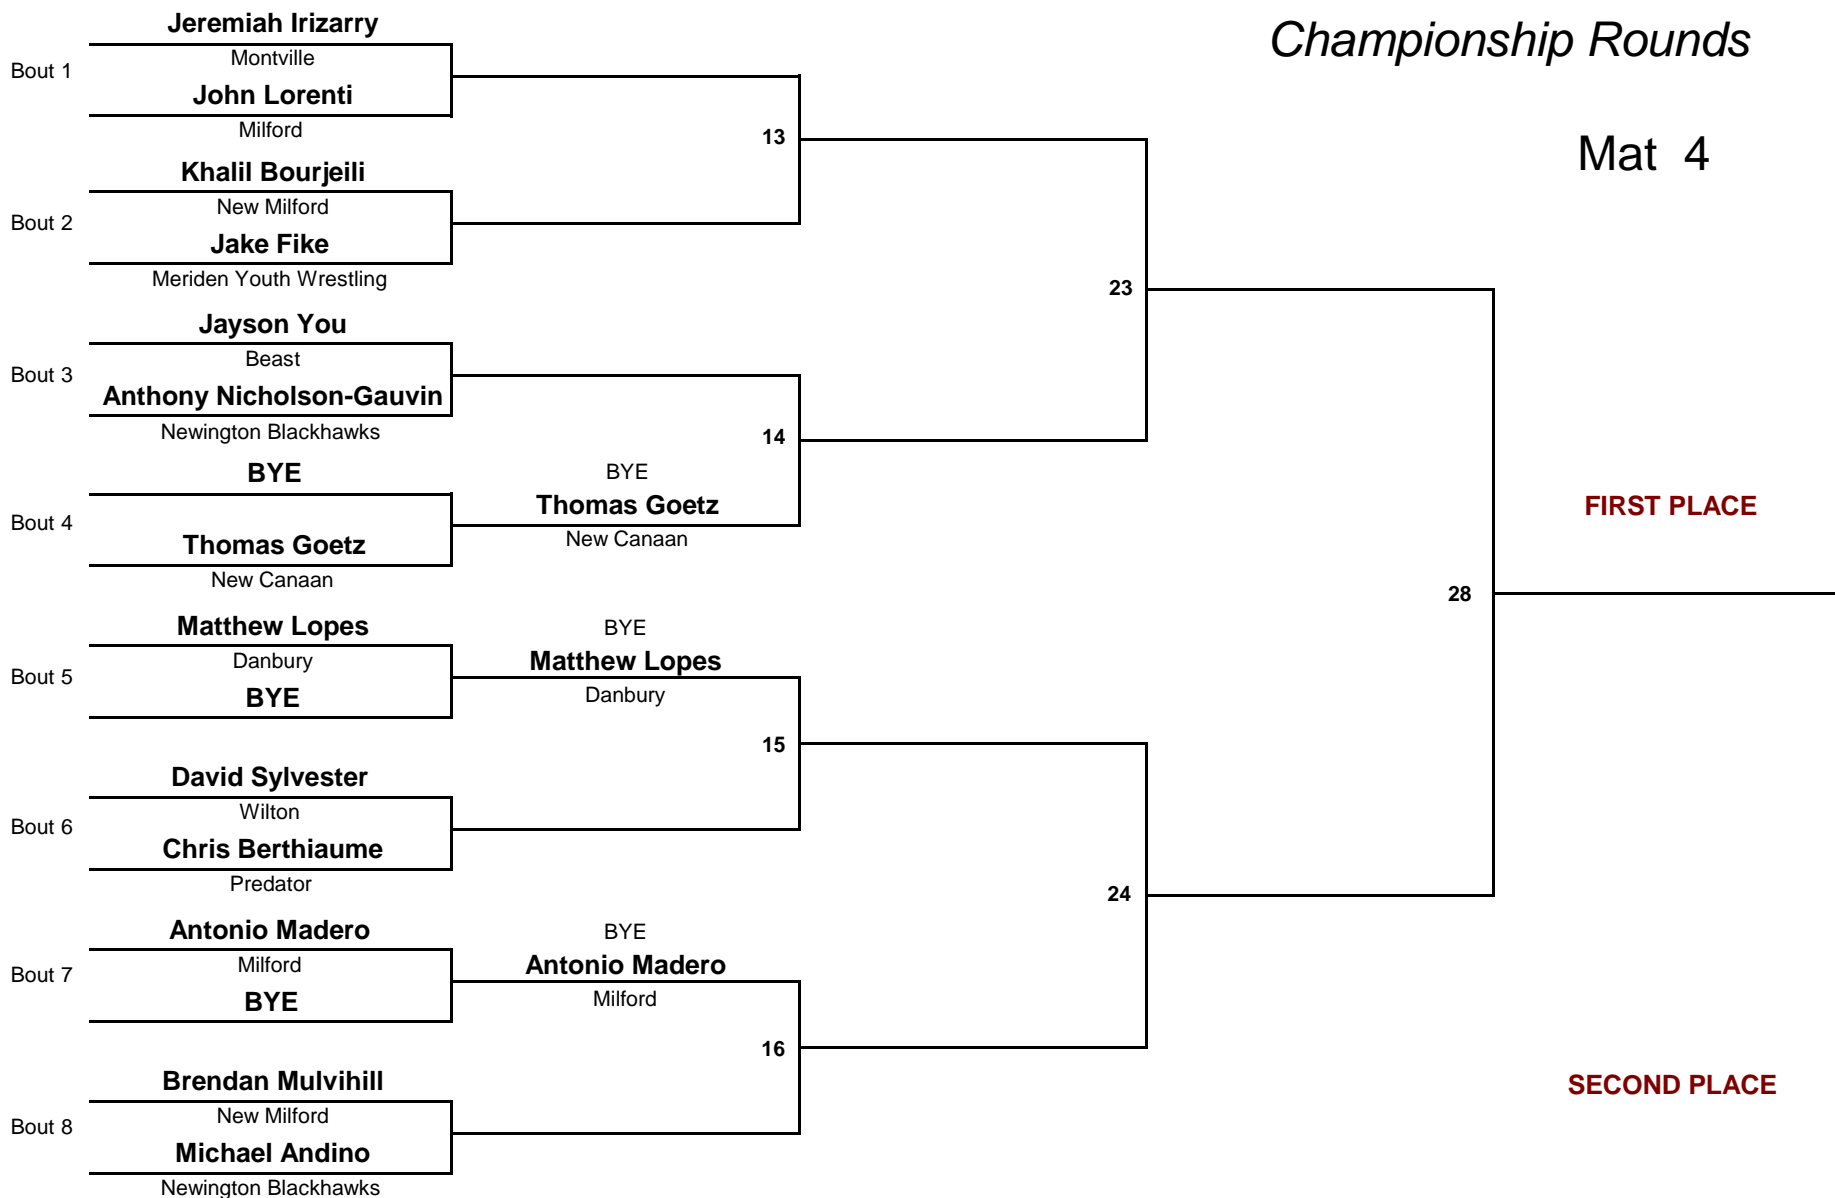 Championship Rounds
Mat 4
Jeremiah Irizarry
Bout 1
Montville
John Lorenti
Milford
13
Khalil Bourjeili
Bout 2
New Milford
Jake Fike
Meriden Youth Wrestling
23
Jayson You
Bout 3
Beast
Anthony Nicholson-Gauvin
Newington Blackhawks
14
BYE
Bout 4
Thomas Goetz
New Canaan
BYE
Thomas Goetz
New Canaan
FIRST PLACE
28
Matthew Lopes
Bout 5
Danbury
BYE
BYE
Matthew Lopes
Danbury
15
David Sylvester
Bout 6
Wilton
Chris Berthiaume
Predator
24
Antonio Madero
Bout 7
Milford
BYE
BYE
Antonio Madero
Milford
16
Brendan Mulvihill
Bout 8
New Milford
Michael Andino
Newington Blackhawks
SECOND PLACE